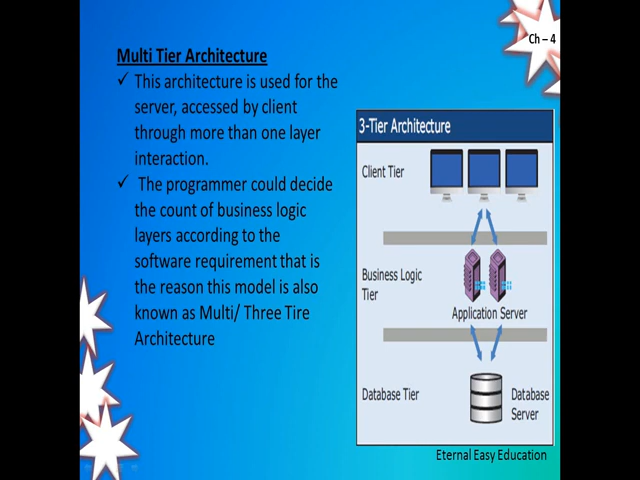 Ch – 4
Multi Tier Architecture
✓ This architecture is used for the
server, accessed by client
through more than one layer
interaction.
✓ The programmer could decide
the count of business logic
layers according to the
software requirement that is
the reason this model is also
known as Multi/ Three Tire
Architecture
3-Tier Architecture
Client Tier
Business Logic
Tier
Application Server
Database Tier
Database
Server
Eternal Easy Education